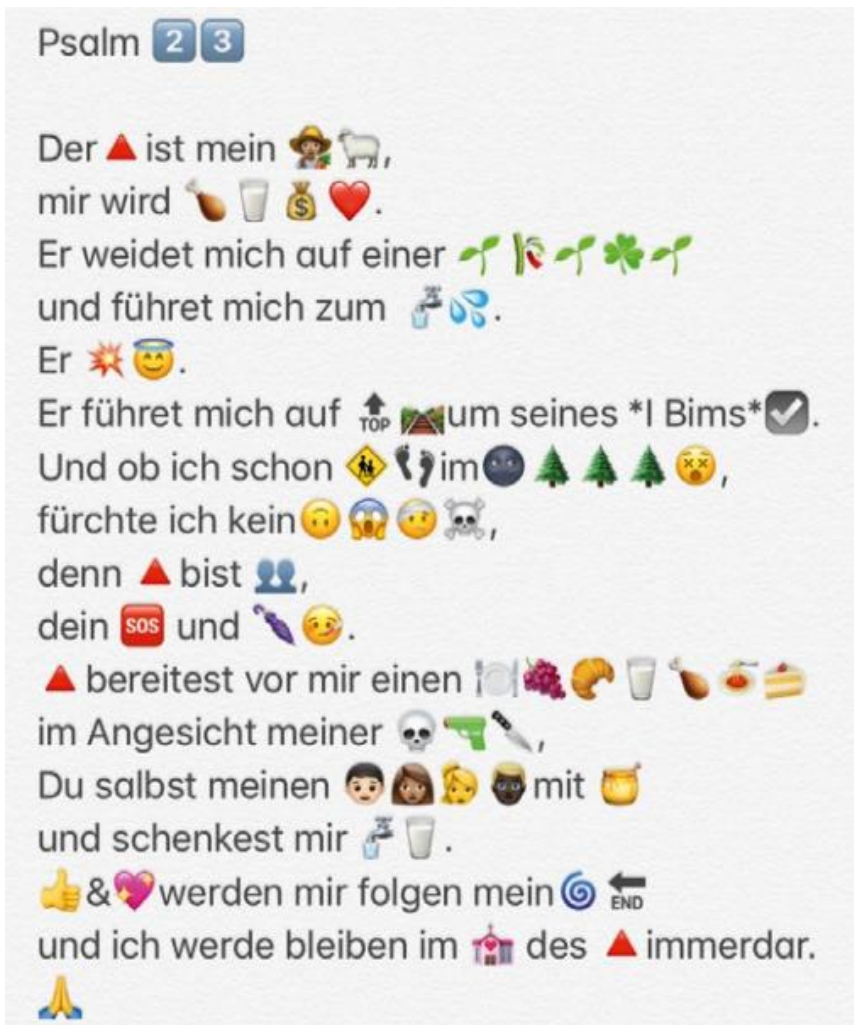 Psalm 2️⃣3️⃣
Der 🔺 ist mein 👩🏽‍🌾🐑,
mir wird 🍗🥛💰❤️.
Er weidet mich auf einer 🌱🎋🌱☘️🌱
und führet mich zum 🚰💦.
Er 💥😇.
Er führet mich auf 🔝🛤️um seines *I Bims*☑️.
Und ob ich schon 🚸👣im🌚🌲🌲🌲😵,
fürchte ich kein🙃😱🤕☠️,
denn 🔺bist 👥,
dein 🆘 und 🌂🤒.
🔺bereitest vor mir einen 🍽️🍇🥐🥛🍗🍝🍰
im Angesicht meiner 💀🔫🔪,
Du salbst meinen 👦🏻👩🏽👱‍♀️👱🏿mit 🍯
und schenkest mir 🚰🥛.
👍&💖werden mir folgen mein🌀🔚
und ich werde bleiben im 💒 des 🔺immerdar.
🙏